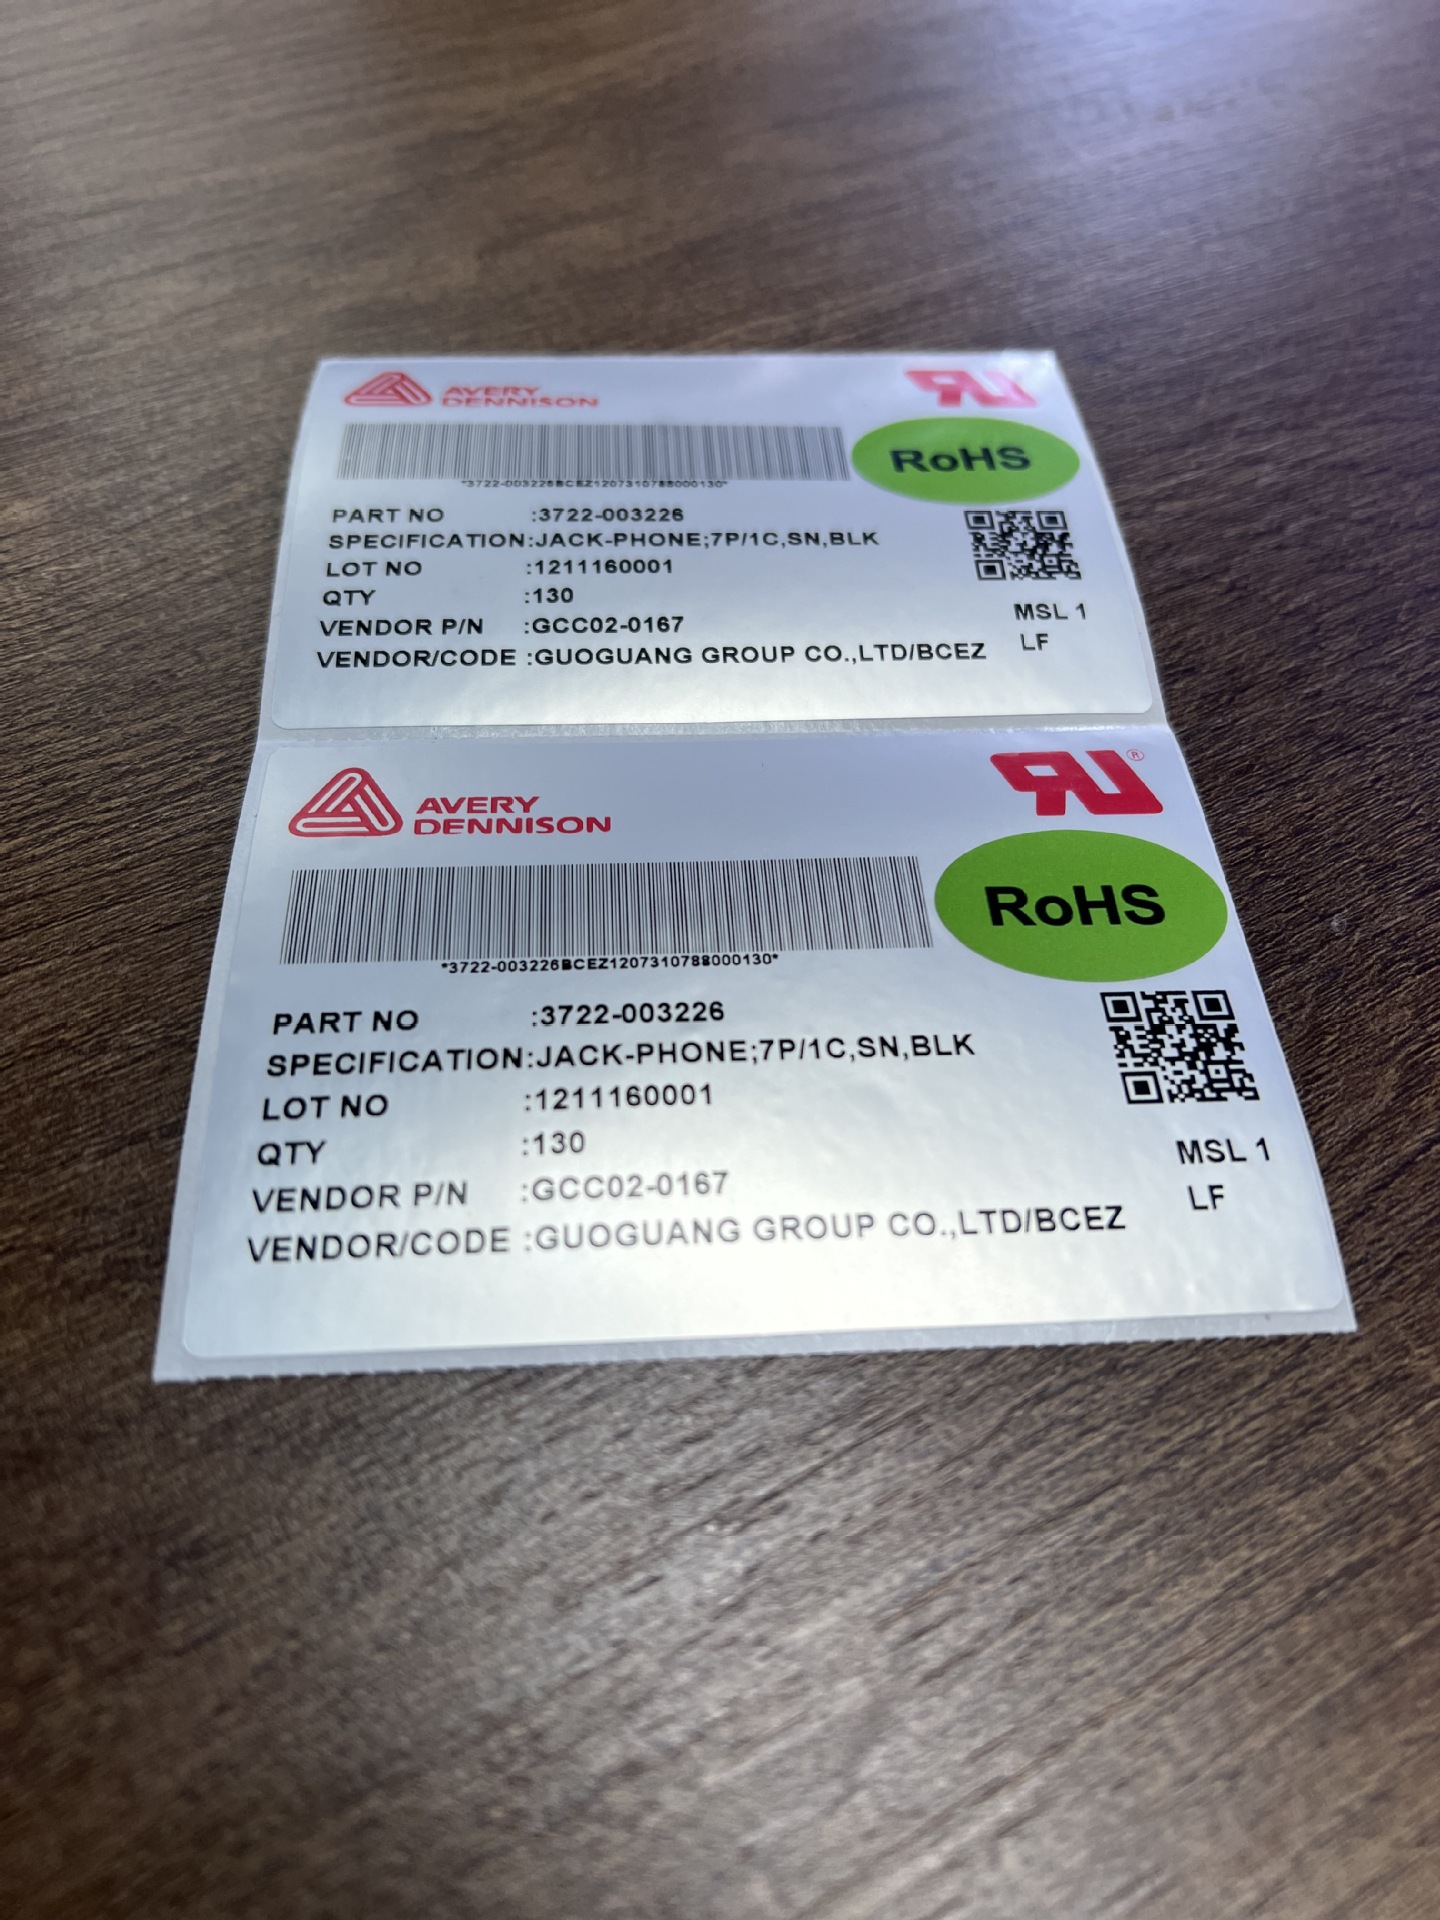 AVERY
DENNISON
RU
RoHS
*3722-003226BCEZ1207310788000130*
PART NO :3722-003226
SPECIFICATION:JACK-PHONE;7P/1C,SN,BLK
LOT NO :1211160001
QTY :130
VENDOR P/N :GCC02-0167
VENDOR/CODE :GUOGUANG GROUP CO.,LTD/BCEZ
MSL 1
LF
AVERY
DENNISON
RU®
RoHS
*3722-003226BCEZ1207310788000130*
PART NO :3722-003226
SPECIFICATION:JACK-PHONE;7P/1C,SN,BLK
LOT NO :1211160001
QTY :130
VENDOR P/N :GCC02-0167
VENDOR/CODE :GUOGUANG GROUP CO.,LTD/BCEZ
MSL 1
LF